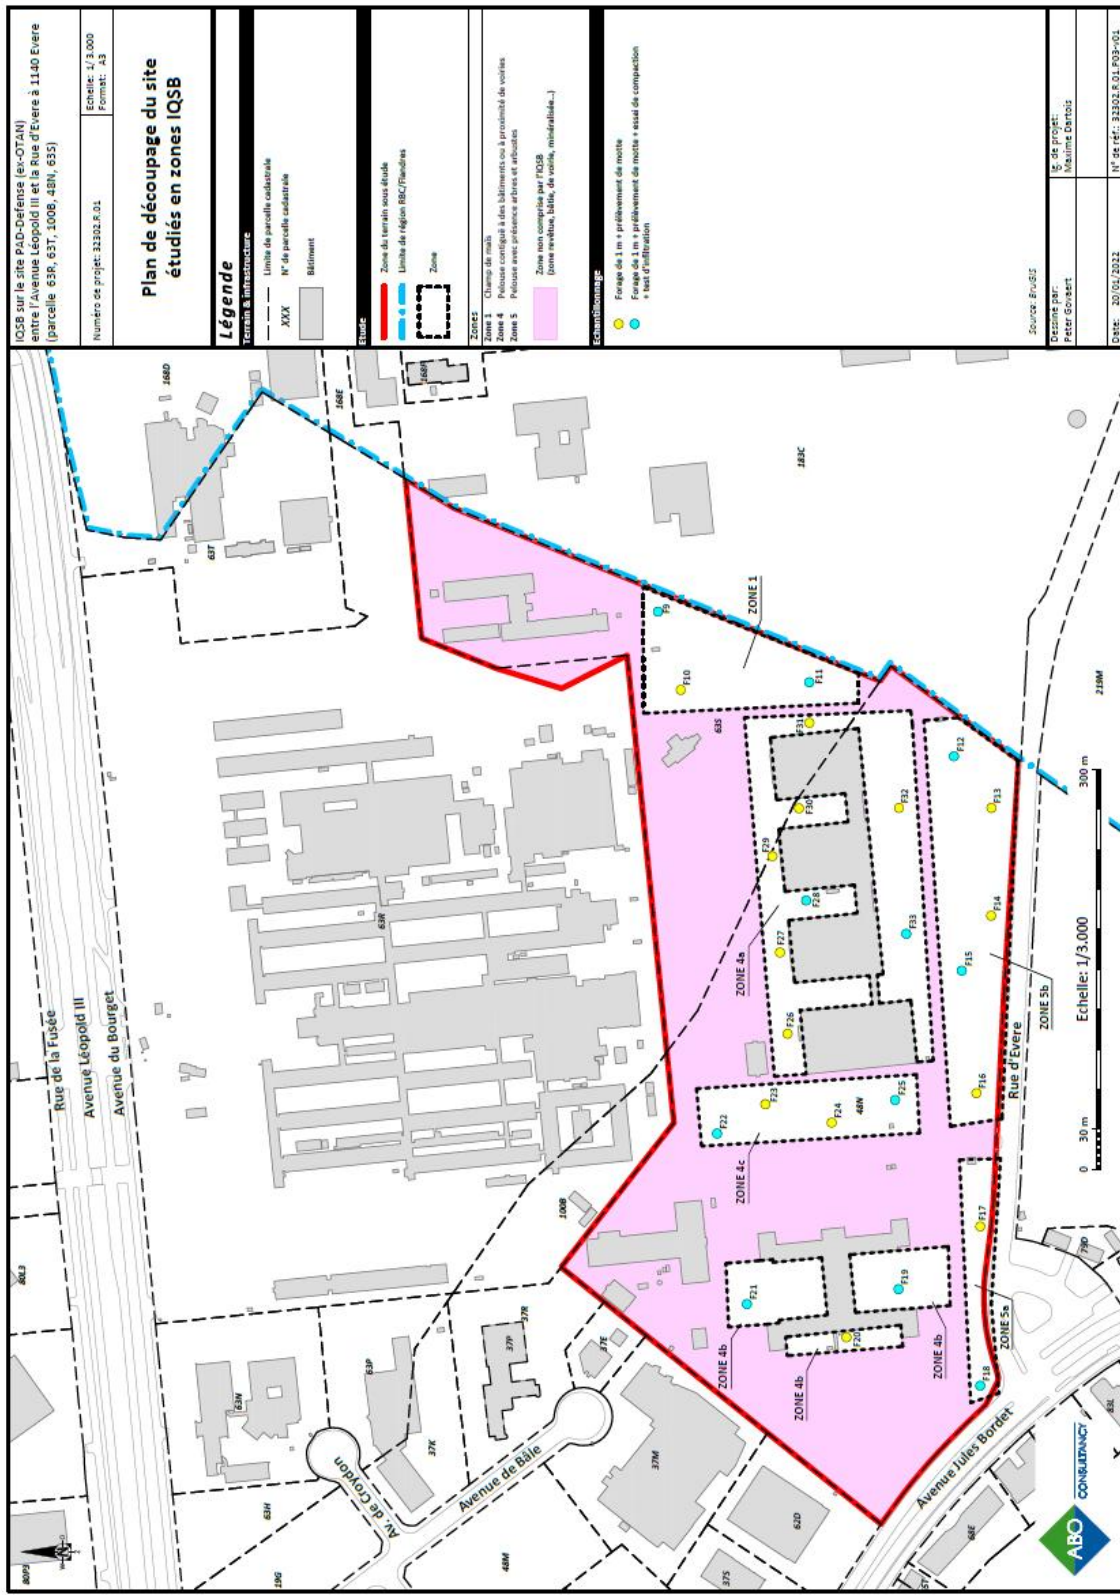 IQSB sur le site PAD-Defense (ex-OTAN)
entre l'Avenue Léopold III et la Rue d'Evere à 1140 Evere
(parcelle 63R, 63T, 100B, 48N, 63S)
Numéro de projet: 32302.R.01
Echelle: 1/ 3.000
Format: A3
Plan de découpage du site
étudiés en zones IQSB
Légende
Terrain & infrastructure
Limite de parcelle cadastrale
XXX N° de parcelle cadastrale
Bâtiment
Etude
Zone du terrain sous étude
Limite de région RBC/Flandres
Zone
Zones
Zone 1 Champ de maïs
Zone 4 Pelouse contiguë à des bâtiments ou à proximité de voiries
Zone 5 Pelouse avec présence arbres et arbustes
Zone non comprise par l'IQSB
(zone revêtue, bâtie, de voirie, minéralisée...)
Echantillonnage
Forage de 1 m + prélèvement de motte
Forage de 1 m + prélèvement de motte + essai de compaction
+ test d'infiltration
Source: BruGIS
Dessiné par:
Peter Govaert
Ig. de projet:
Maxime Dartois
Date: 20/01/2022
N° de réf.: 32302.R.01.P03-v01
Rue de la Fusée
Avenue Léopold III
Avenue du Bourget
168D
168E
168F
63T
183C
219M
63R
63S
100B
48N
80L3
80P3
63N
63P
63H
19G
37K
37P
37R
37E
37M
48M
37S
62D
68E
83L
79D
Av. de Croydon
Avenue de Bâle
Avenue Jules Bordet
Rue d'Evere
ZONE 1
F9
F10
F11
ZONE 4a
F26
F27
F28
F29
F30
F31
F32
F33
ZONE 4c
F22
F23
F24
F25
ZONE 4b
F21
ZONE 4b
F20
ZONE 4b
F19
ZONE 5a
F17
F18
ZONE 5b
F12
F13
F14
F15
F16
0 30 m 300 m
Echelle: 1/3.000
ABO
CONSULTANCY